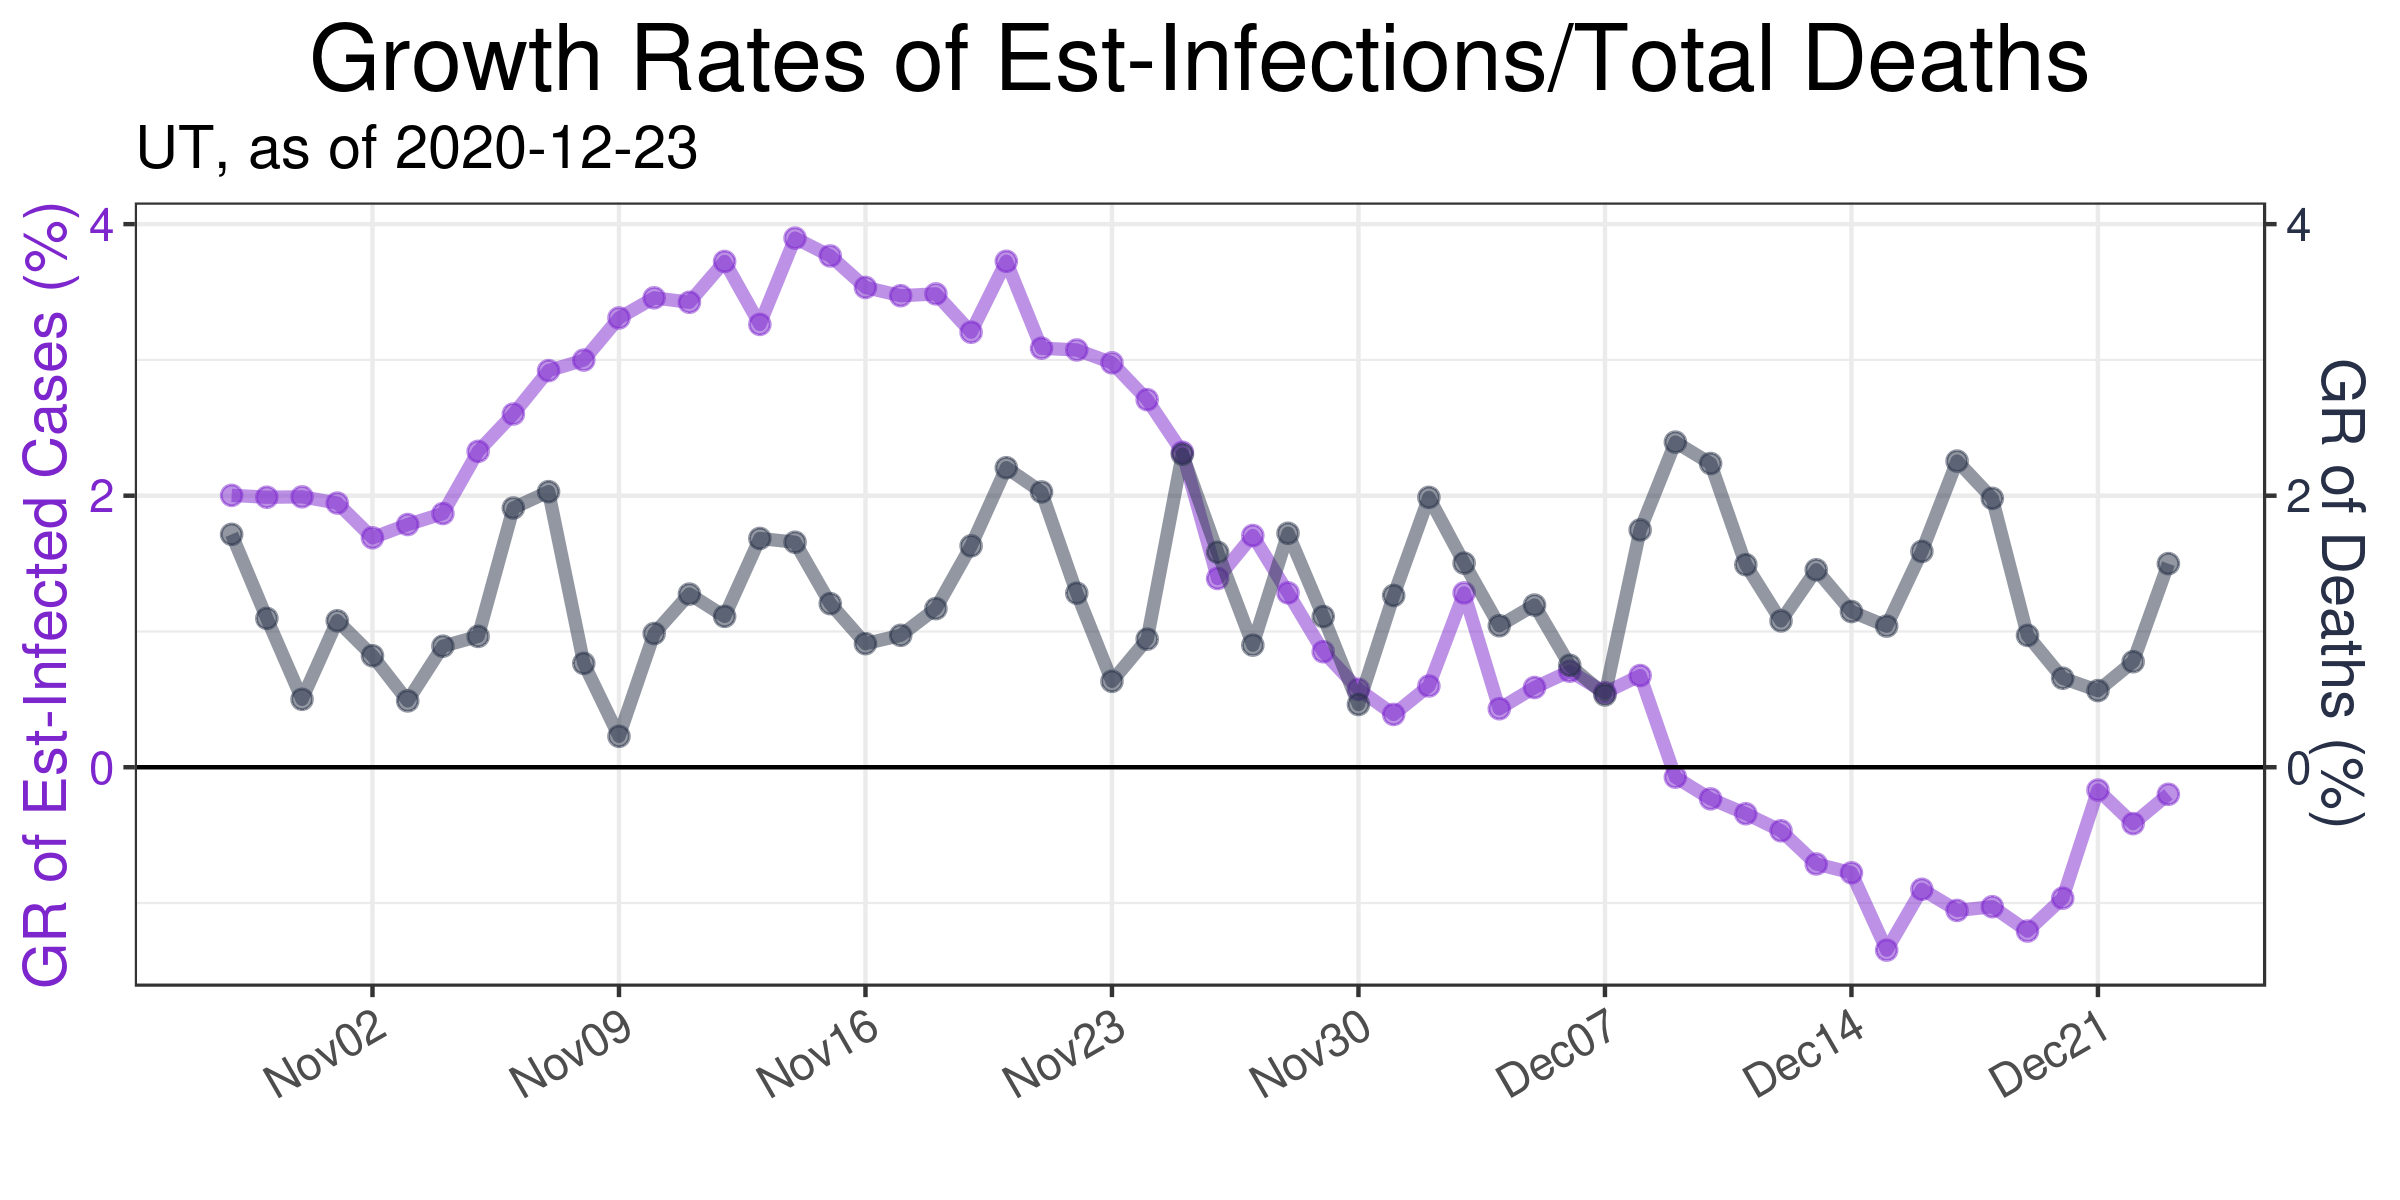 Growth Rates of Est-Infections/Total Deaths
UT, as of 2020-12-23
GR of Est-Infected Cases (%)
4
2
0
4
2
0
GR of Deaths (%)
Nov02
Nov09
Nov16
Nov23
Nov30
Dec07
Dec14
Dec21